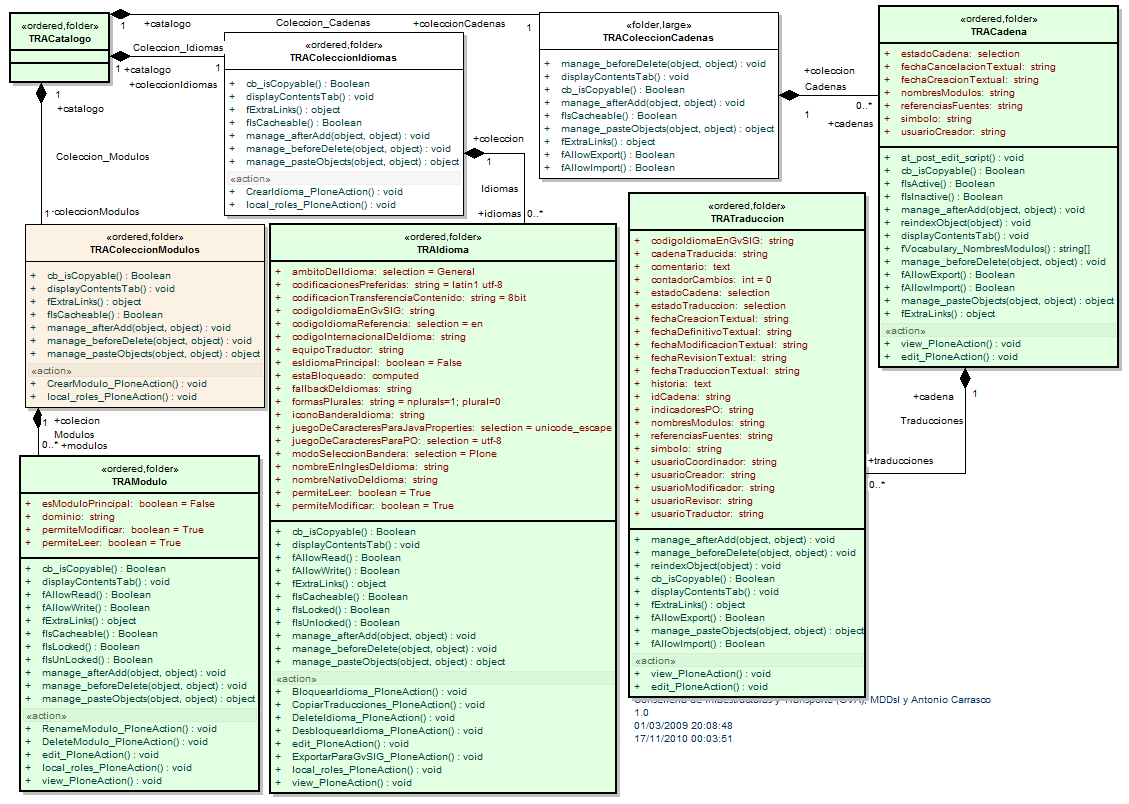 «ordered,folder»
TRACatalogo
1
+catalogo
Coleccion_Cadenas
+coleccionCadenas
1
Coleccion_Idiomas
1
+catalogo
1
+coleccionIdiomas
1
+catalogo
Coleccion_Modulos
1
+coleccionModulos
«ordered,folder»
TRAColeccionIdiomas
+ cb_isCopyable() : Boolean
+ displayContentsTab() : void
+ fExtraLinks() : object
+ fIsCacheable() : Boolean
+ manage_afterAdd(object, object) : void
+ manage_beforeDelete(object, object) : void
+ manage_pasteObjects(object, object) : object
«action»
+ CrearIdioma_PloneAction() : void
+ local_roles_PloneAction() : void
+coleccion
1
Idiomas
+idiomas
0..*
«folder,large»
TRAColeccionCadenas
+ manage_beforeDelete(object, object) : void
+ displayContentsTab() : void
+ cb_isCopyable() : Boolean
+ manage_afterAdd(object, object) : void
+ fIsCacheable() : Boolean
+ manage_pasteObjects(object, object) : object
+ fExtraLinks() : object
+ fAllowExport() : Boolean
+ fAllowImport() : Boolean
+coleccion
Cadenas
0..*
1
+cadenas
«ordered,folder»
TRACadena
+ estadoCadena: selection
+ fechaCancelacionTextual: string
+ fechaCreacionTextual: string
+ nombresModulos: string
+ referenciasFuentes: string
+ simbolo: string
+ usuarioCreador: string
+ at_post_edit_script() : void
+ cb_isCopyable() : Boolean
+ fIsActive() : Boolean
+ fIsInactive() : Boolean
+ manage_afterAdd(object, object) : void
+ reindexObject(object) : void
+ displayContentsTab() : void
+ fVocabulary_NombresModulos() : string[]
+ manage_beforeDelete(object, object) : void
+ fAllowExport() : Boolean
+ fAllowImport() : Boolean
+ manage_pasteObjects(object, object) : object
+ fExtraLinks() : object
«action»
+ view_PloneAction() : void
+ edit_PloneAction() : void
+cadena
1
Traducciones
+traducciones
0..*
«ordered,folder»
TRAColeccionModulos
+ cb_isCopyable() : Boolean
+ displayContentsTab() : void
+ fExtraLinks() : object
+ fIsCacheable() : Boolean
+ manage_afterAdd(object, object) : void
+ manage_beforeDelete(object, object) : void
+ manage_pasteObjects(object, object) : object
«action»
+ CrearModulo_PloneAction() : void
+ local_roles_PloneAction() : void
1
+colecion
Modulos
0..*
+modulos
«ordered,folder»
TRAModulo
+ esModuloPrincipal: boolean = False
+ dominio: string
+ permiteModificar: boolean = True
+ permiteLeer: boolean = True
+ cb_isCopyable() : Boolean
+ displayContentsTab() : void
+ fAllowRead() : Boolean
+ fAllowWrite() : Boolean
+ fExtraLinks() : object
+ fIsCacheable() : Boolean
+ fIsLocked() : Boolean
+ fIsUnLocked() : Boolean
+ manage_afterAdd(object, object) : void
+ manage_beforeDelete(object, object) : void
+ manage_pasteObjects(object, object) : object
«action»
+ RenameModulo_PloneAction() : void
+ DeleteModulo_PloneAction() : void
+ edit_PloneAction() : void
+ local_roles_PloneAction() : void
+ view_PloneAction() : void
«ordered,folder»
TRAIdioma
+ ambitoDelIdioma: selection = General
+ codificacionesPreferidas: string = latin1 utf-8
+ codificacionTransferenciaContenido: string = 8bit
+ codigoIdiomaEnGvSIG: string
+ codigoIdiomaReferencia: selection = en
+ codigoInternacionalDeIdioma: string
+ equipoTraductor: string
+ esIdiomaPrincipal: boolean = False
+ estaBloqueado: computed
+ fallbackDeIdiomas: string
+ formasPlurales: string = nplurals=1; plural=0
+ iconoBanderaIdioma: string
+ juegoDeCaracteresParaJavaProperties: selection = unicode_escape
+ juegoDeCaracteresParaPO: selection = utf-8
+ modoSeleccionBandera: selection = Plone
+ nombreEnInglesDeIdioma: string
+ nombreNativoDeIdioma: string
+ permiteLeer: boolean = True
+ permiteModificar: boolean = True
+ cb_isCopyable() : Boolean
+ displayContentsTab() : void
+ fAllowRead() : Boolean
+ fAllowWrite() : Boolean
+ fExtraLinks() : object
+ fIsCacheable() : Boolean
+ fIsLocked() : Boolean
+ fIsUnlocked() : Boolean
+ manage_afterAdd(object, object) : void
+ manage_beforeDelete(object, object) : void
+ manage_pasteObjects(object, object) : object
«action»
+ BloquearIdioma_PloneAction() : void
+ CopiarTraducciones_PloneAction() : void
+ DeleteIdioma_PloneAction() : void
+ DesbloquearIdioma_PloneAction() : void
+ edit_PloneAction() : void
+ ExportarParaGvSIG_PloneAction() : void
+ local_roles_PloneAction() : void
+ view_PloneAction() : void
«ordered,folder»
TRATraduccion
+ codigoIdiomaEnGvSIG: string
+ cadenaTraducida: string
+ comentario: text
+ contadorCambios: int = 0
+ estadoCadena: selection
+ estadoTraduccion: selection
+ fechaCreacionTextual: string
+ fechaDefinitivoTextual: string
+ fechaModificacionTextual: string
+ fechaRevisionTextual: string
+ fechaTraduccionTextual: string
+ historia: text
+ idCadena: string
+ indicadoresPO: string
+ nombresModulos: string
+ referenciasFuentes: string
+ simbolo: string
+ usuarioCoordinador: string
+ usuarioCreador: string
+ usuarioModificador: string
+ usuarioRevisor: string
+ usuarioTraductor: string
+ manage_afterAdd(object, object) : void
+ manage_beforeDelete(object, object) : void
+ reindexObject(object) : void
+ cb_isCopyable() : Boolean
+ displayContentsTab() : void
+ fExtraLinks() : object
+ fAllowExport() : Boolean
+ manage_pasteObjects(object, object) : object
+ fAllowImport() : Boolean
«action»
+ view_PloneAction() : void
+ edit_PloneAction() : void
MDDsl y Antonio Carrasco
1.0
01/03/2009 20:08:48
17/11/2010 00:03:51